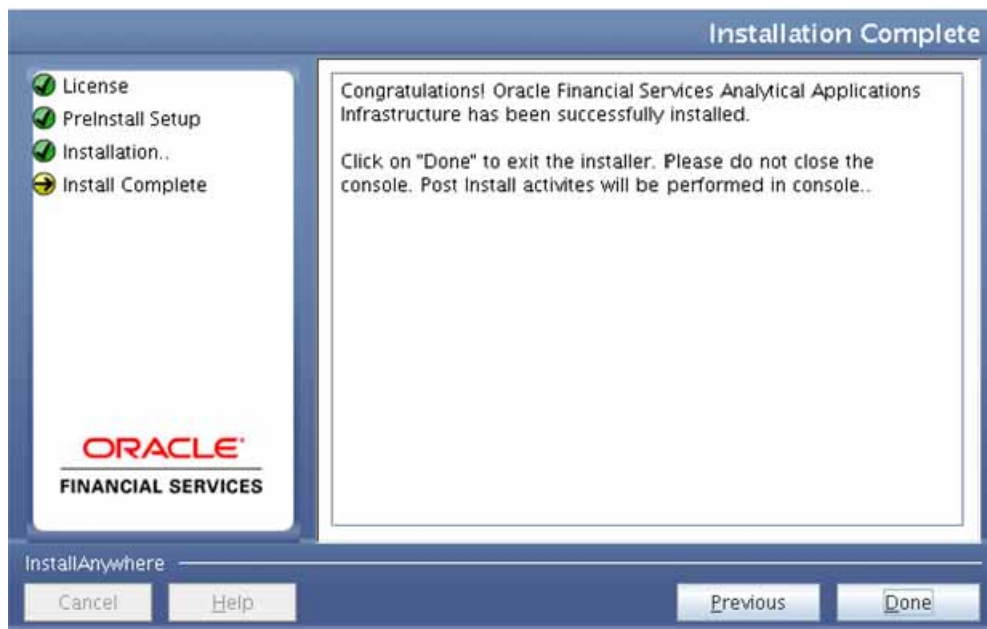 Installation Complete
License
PreInstall Setup
Installation..
Install Complete
Congratulations! Oracle Financial Services Analytical Applications
Infrastructure has been successfully installed.
Click on "Done" to exit the installer. Please do not close the
console. Post Install activites will be performed in console..
ORACLE
FINANCIAL SERVICES
InstallAnywhere
Cancel
Help
Previous
Done